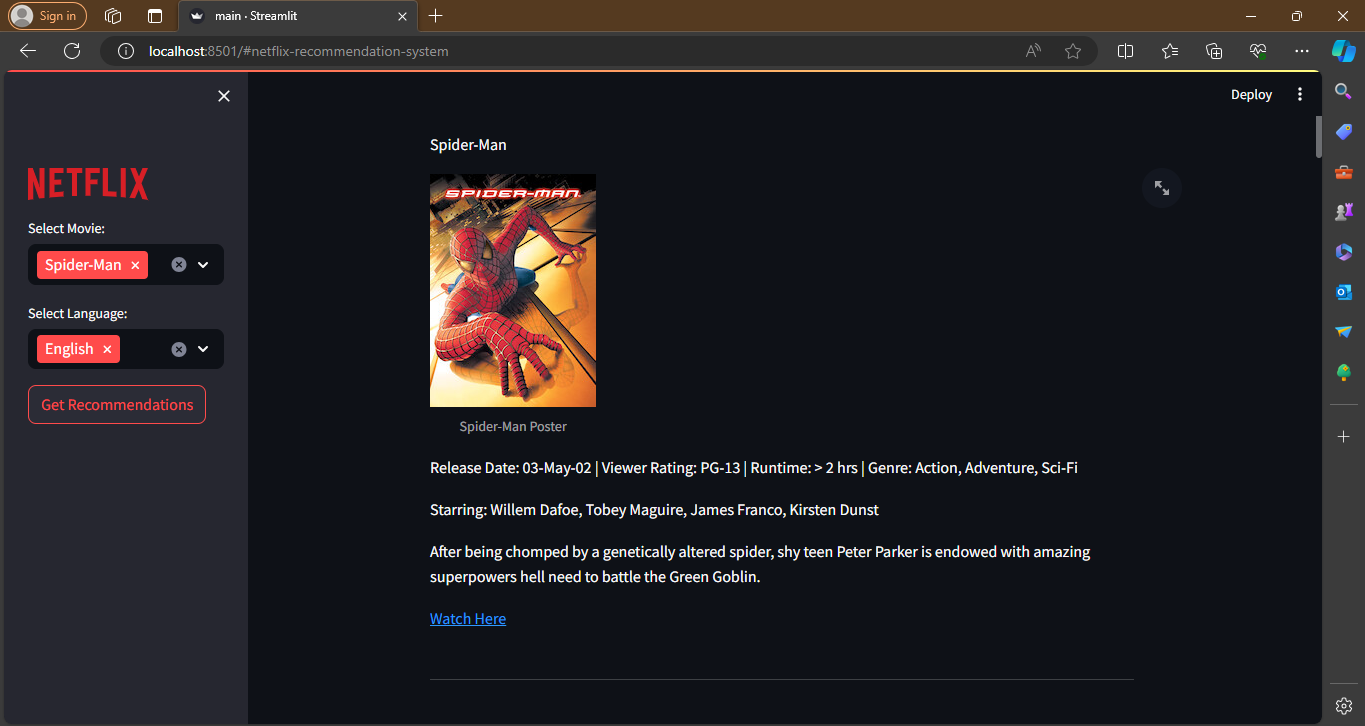 Sign in
main · Streamlit
localhost:8501/#netflix-recommendation-system
Deploy
NETFLIX
Select Movie:
Spider-Man
Select Language:
English
Get Recommendations
Spider-Man
SPIDER-MAN
Spider-Man Poster
Release Date: 03-May-02 | Viewer Rating: PG-13 | Runtime: > 2 hrs | Genre: Action, Adventure, Sci-Fi
Starring: Willem Dafoe, Tobey Maguire, James Franco, Kirsten Dunst
After being chomped by a genetically altered spider, shy teen Peter Parker is endowed with amazing
superpowers hell need to battle the Green Goblin.
Watch Here